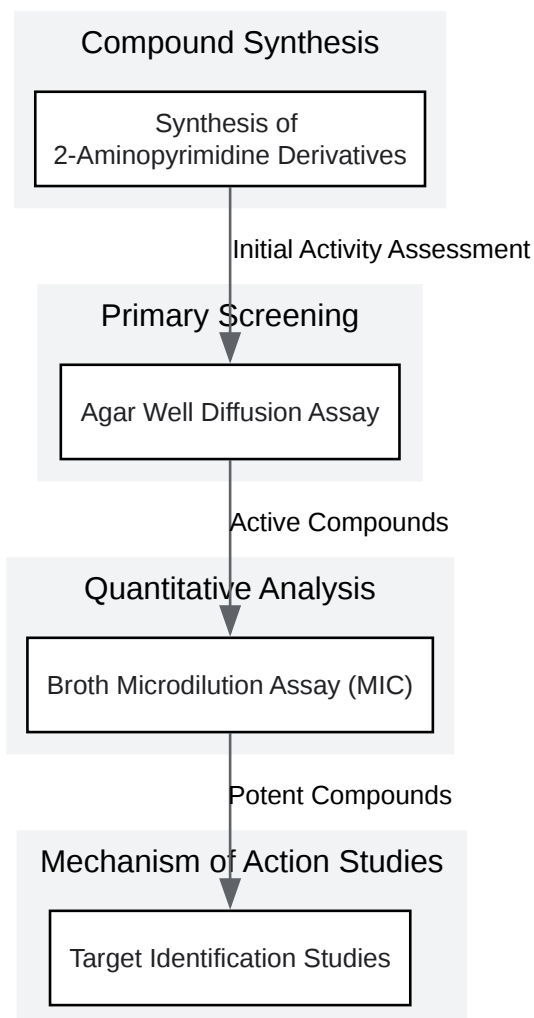 Compound Synthesis
Synthesis of
2-Aminopyrimidine Derivatives
Initial Activity Assessment
Primary Screening
Agar Well Diffusion Assay
Active Compounds
Quantitative Analysis
Broth Microdilution Assay (MIC)
Potent Compounds
Mechanism of Action Studies
Target Identification Studies